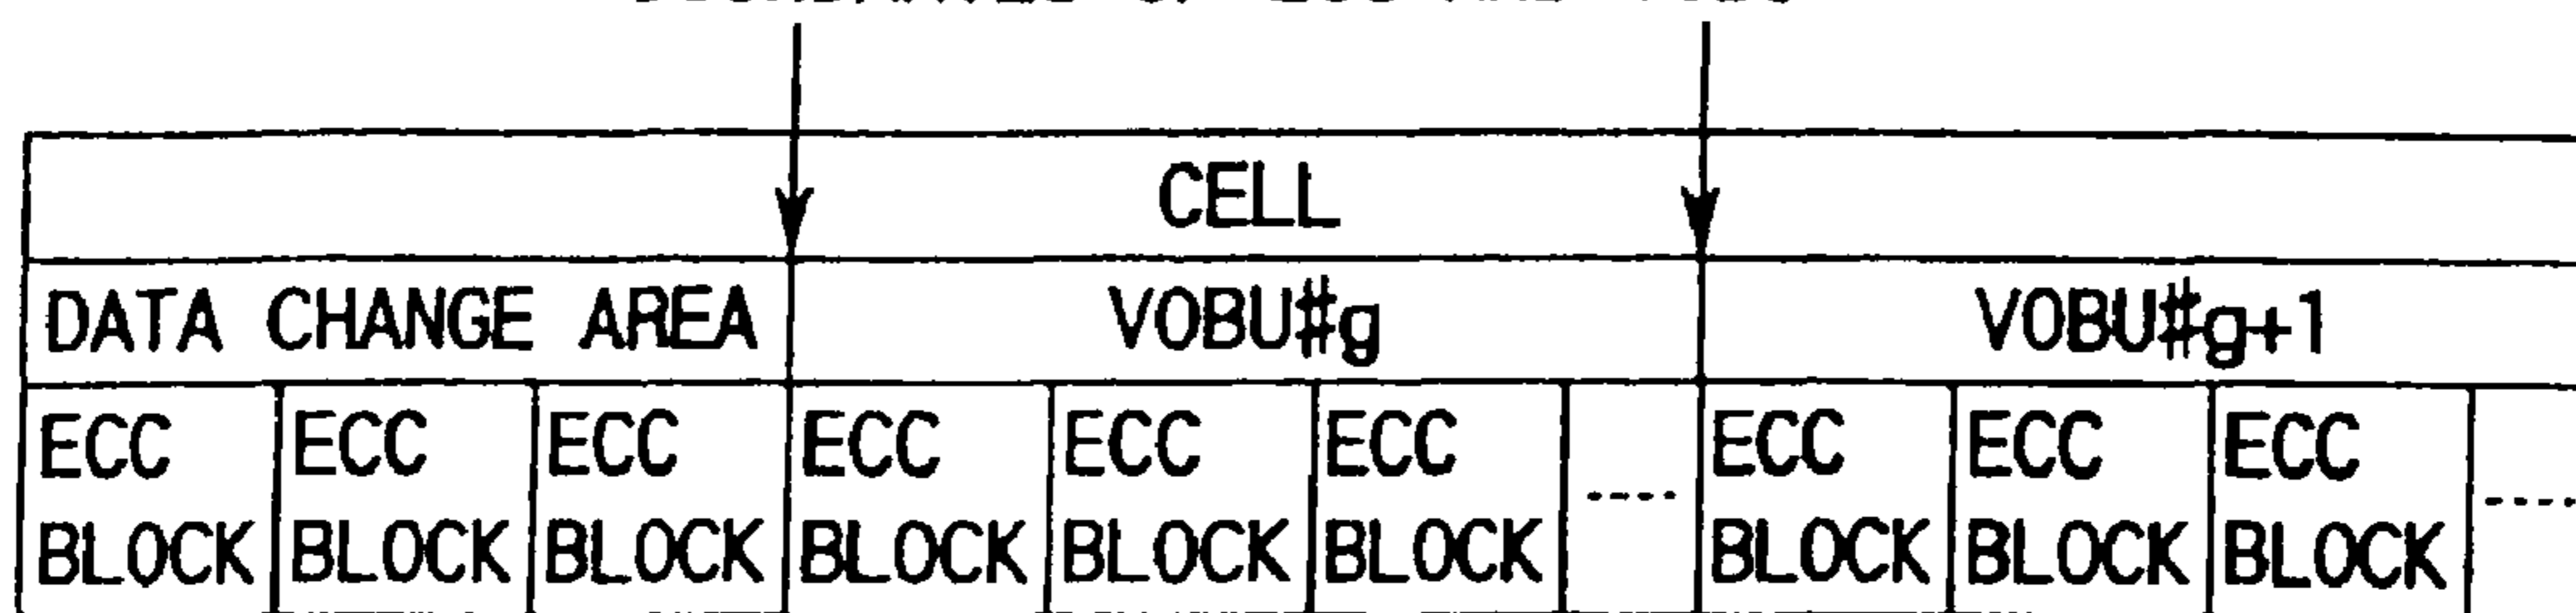 CELL
DATA CHANGE AREA VOBU#g VOBU#g+1
ECC ECC ECC ECC ECC ECC ---- ECC ECC ECC ----
BLOCK BLOCK BLOCK BLOCK BLOCK BLOCK BLOCK BLOCK BLOCK